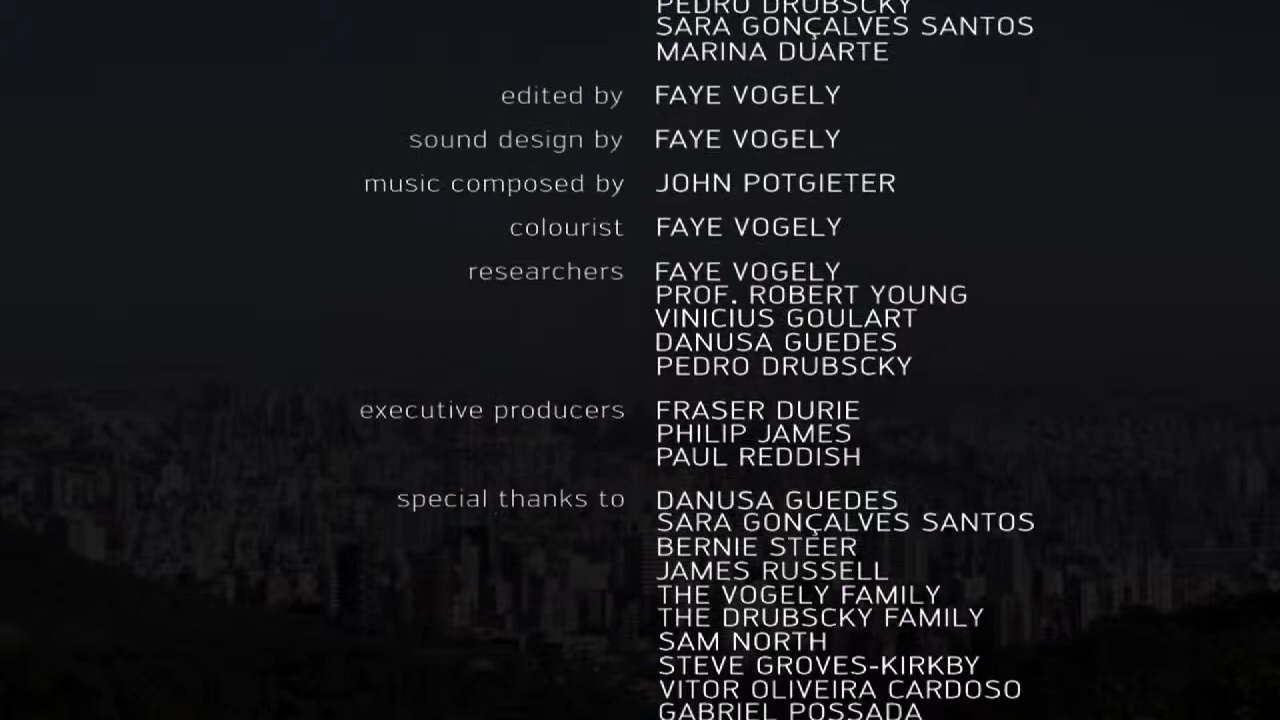 PEDRO DRUBSCKY
SARA GONÇALVES SANTOS
MARINA DUARTE
edited by FAYE VOGELY
sound design by FAYE VOGELY
music composed by JOHN POTGIETER
colourist FAYE VOGELY
researchers FAYE VOGELY
PROF. ROBERT YOUNG
VINICIUS GOULART
DANUSA GUEDES
PEDRO DRUBSCKY
executive producers FRASER DURIE
PHILIP JAMES
PAUL REDDISH
special thanks to DANUSA GUEDES
SARA GONÇALVES SANTOS
BERNIE STEER
JAMES RUSSELL
THE VOGELY FAMILY
THE DRUBSCKY FAMILY
SAM NORTH
STEVE GROVES-KIRKBY
VITOR OLIVEIRA CARDOSO
GABRIEL POSSADA